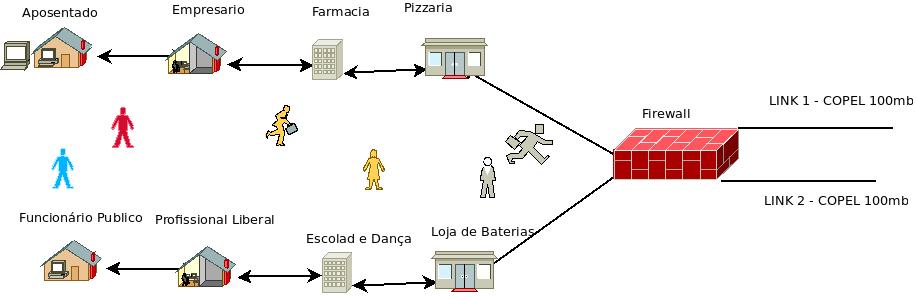 Aposentado
Empresario
Farmacia
Pizzaria
LINK 1 - COPEL 100mb
Firewall
LINK 2 - COPEL 100mb
Funcionário Publico
Profissional Liberal
Escolad e Dança
Loja de Baterias